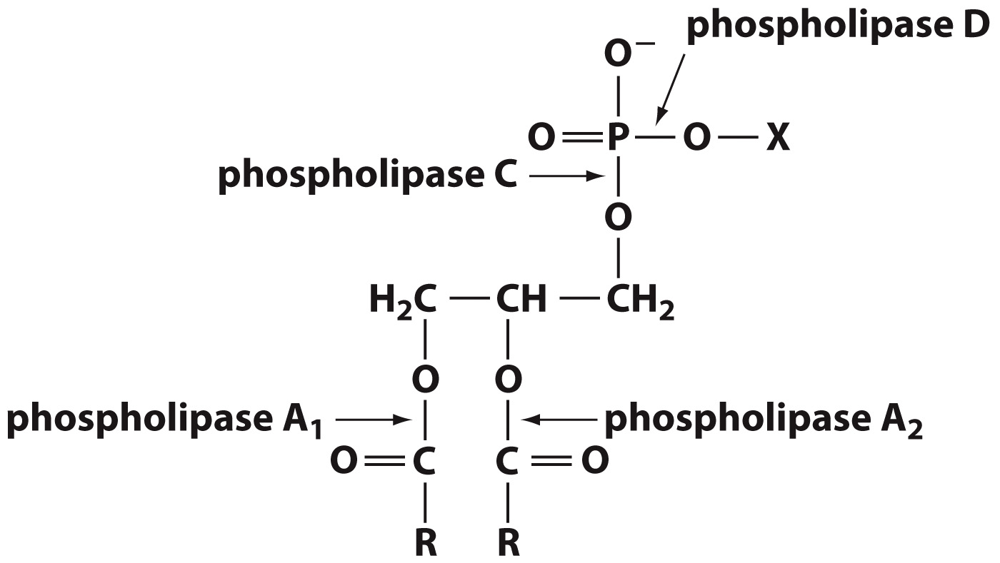 phospholipase D
O⁻
O=P—O—X
phospholipase C
O
H₂C—CH—CH₂
O O
phospholipase A₁ phospholipase A₂
O=C C=O
R R